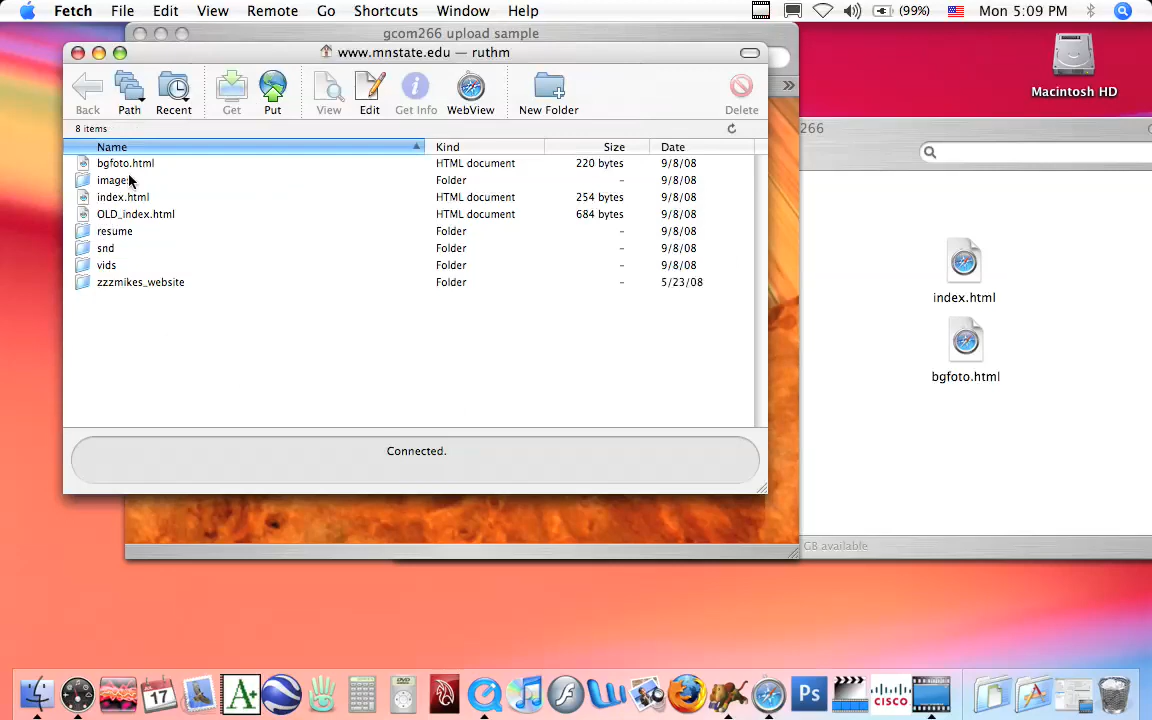 Fetch File Edit View Remote Go Shortcuts Window Help (99%) Mon 5:09 PM
gcom266 upload sample
www.mnstate.edu — ruthm
Back Path Recent Get Put View Edit Get Info WebView New Folder Delete
Macintosh HD
8 items
266
Name Kind Size Date
bgfoto.html HTML document 220 bytes 9/8/08
images Folder – 9/8/08
index.html HTML document 254 bytes 9/8/08
OLD_index.html HTML document 684 bytes 9/8/08
resume Folder – 9/8/08
snd Folder – 9/8/08
vids Folder – 9/8/08
zzzmikes_website Folder – 5/23/08
index.html
bgfoto.html
Connected.
GB available
JUL 17
A+
Ps
CISCO